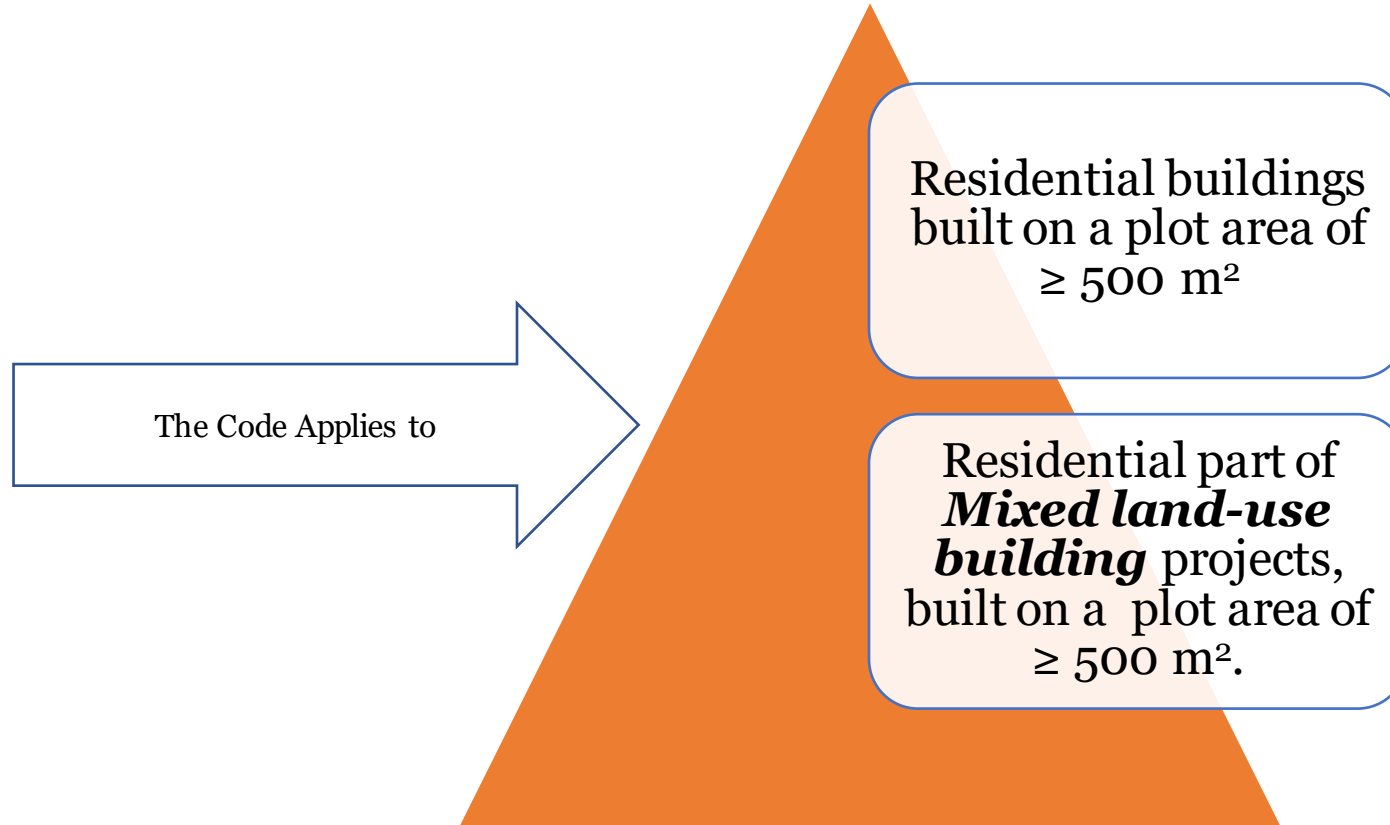 The Code Applies to
Residential buildings
built on a plot area of
≥ 500 m²
Residential part of
Mixed land-use
building projects,
built on a plot area of
≥ 500 m².